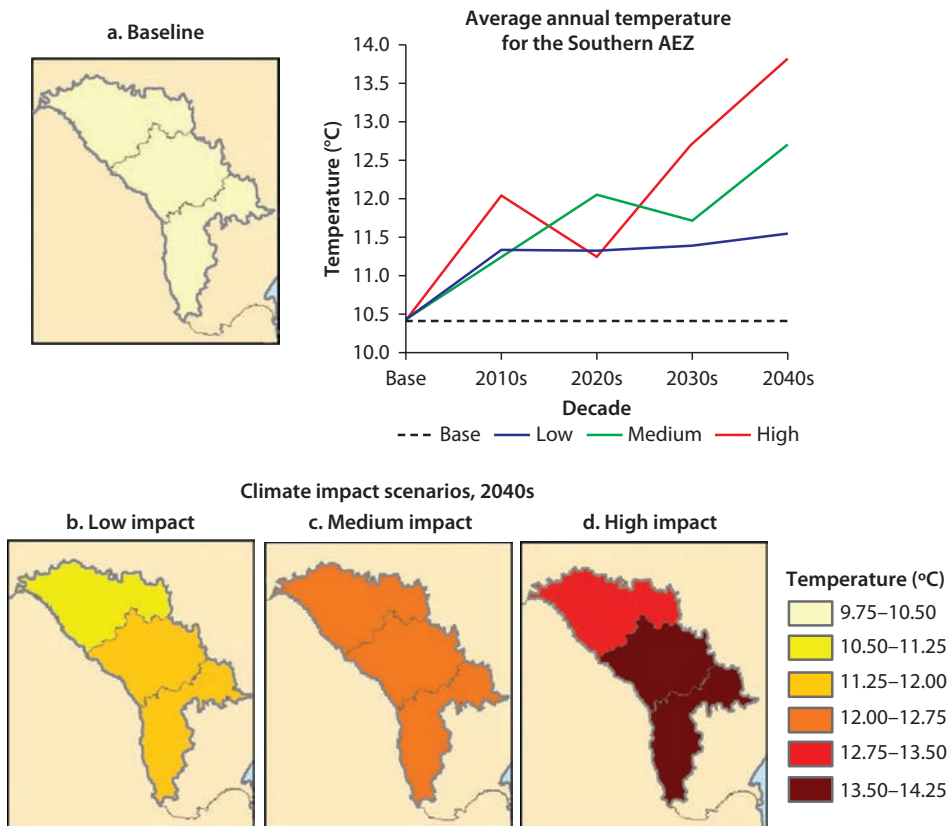 a. Baseline
Average annual temperature
for the Southern AEZ
Temperature (°C)
14.0
13.5
13.0
12.5
12.0
11.5
11.0
10.5
10.0
Base
2010s
2020s
2030s
2040s
Decade
Base
Low
Medium
High
Climate impact scenarios, 2040s
b. Low impact
c. Medium impact
d. High impact
Temperature (°C)
9.75–10.50
10.50–11.25
11.25–12.00
12.00–12.75
12.75–13.50
13.50–14.25